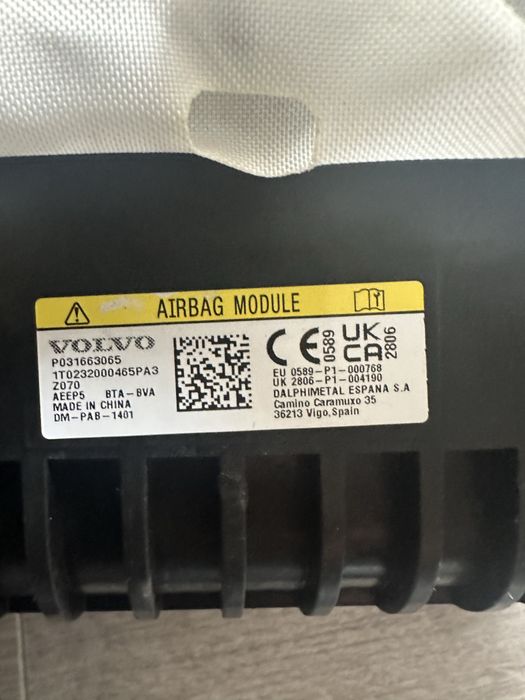 AIRBAG MODULE
VOLVO
P031663065
1T0232000465PA3
Z070
AEEP5 BTA-BVA
MADE IN CHINA
DM-PAB-1401
CE 0589
UK CA 2806
EU 0589-P1-000768
UK 2806-P1-004190
DALPHIMETAL ESPANA S.A
Camino Caramuxo 35
36213 Vigo,Spain